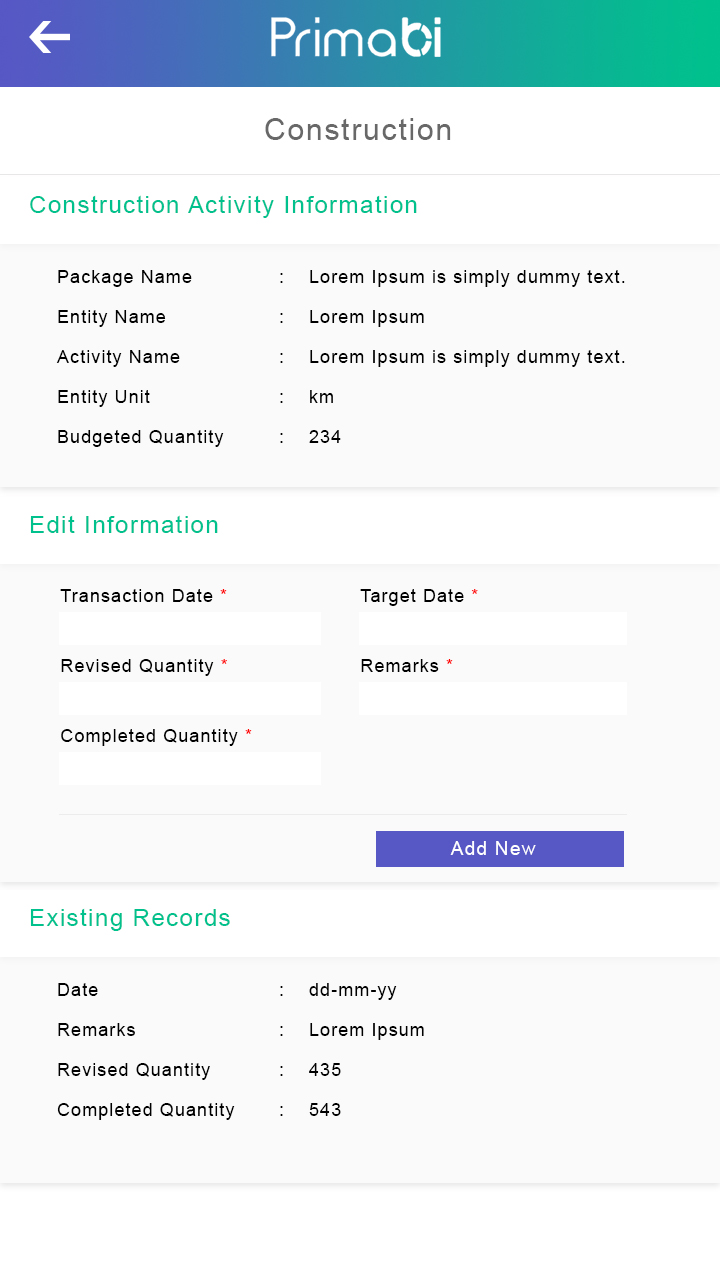 Primabi
Construction
Construction Activity Information
Package Name : Lorem Ipsum is simply dummy text.
Entity Name : Lorem Ipsum
Activity Name : Lorem Ipsum is simply dummy text.
Entity Unit : km
Budgeted Quantity : 234
Edit Information
Transaction Date * Target Date *
Revised Quantity * Remarks *
Completed Quantity *
Add New
Existing Records
Date : dd-mm-yy
Remarks : Lorem Ipsum
Revised Quantity : 435
Completed Quantity : 543